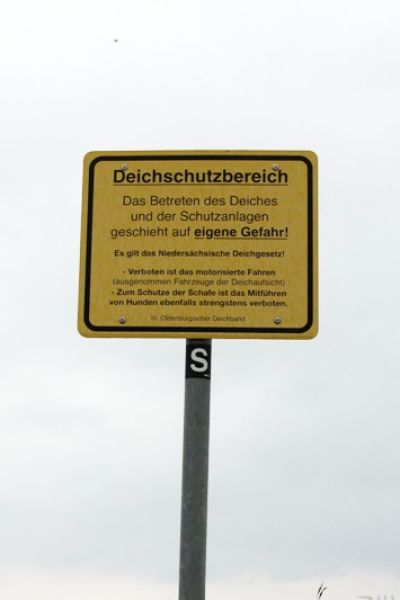 Deichschutzbereich
Das Betreten des Deiches
und der Schutzanlagen
geschieht auf eigene Gefahr!
Es gilt das Niedersächsische Deichgesetz!
- Verboten ist das motorisierte Fahren
(ausgenommen Fahrzeuge der Deichaufsicht)
- Zum Schutze der Schafe ist das Mitführen
von Hunden ebenfalls strengstens verboten.
III. Oldenburgischer Deichband
S